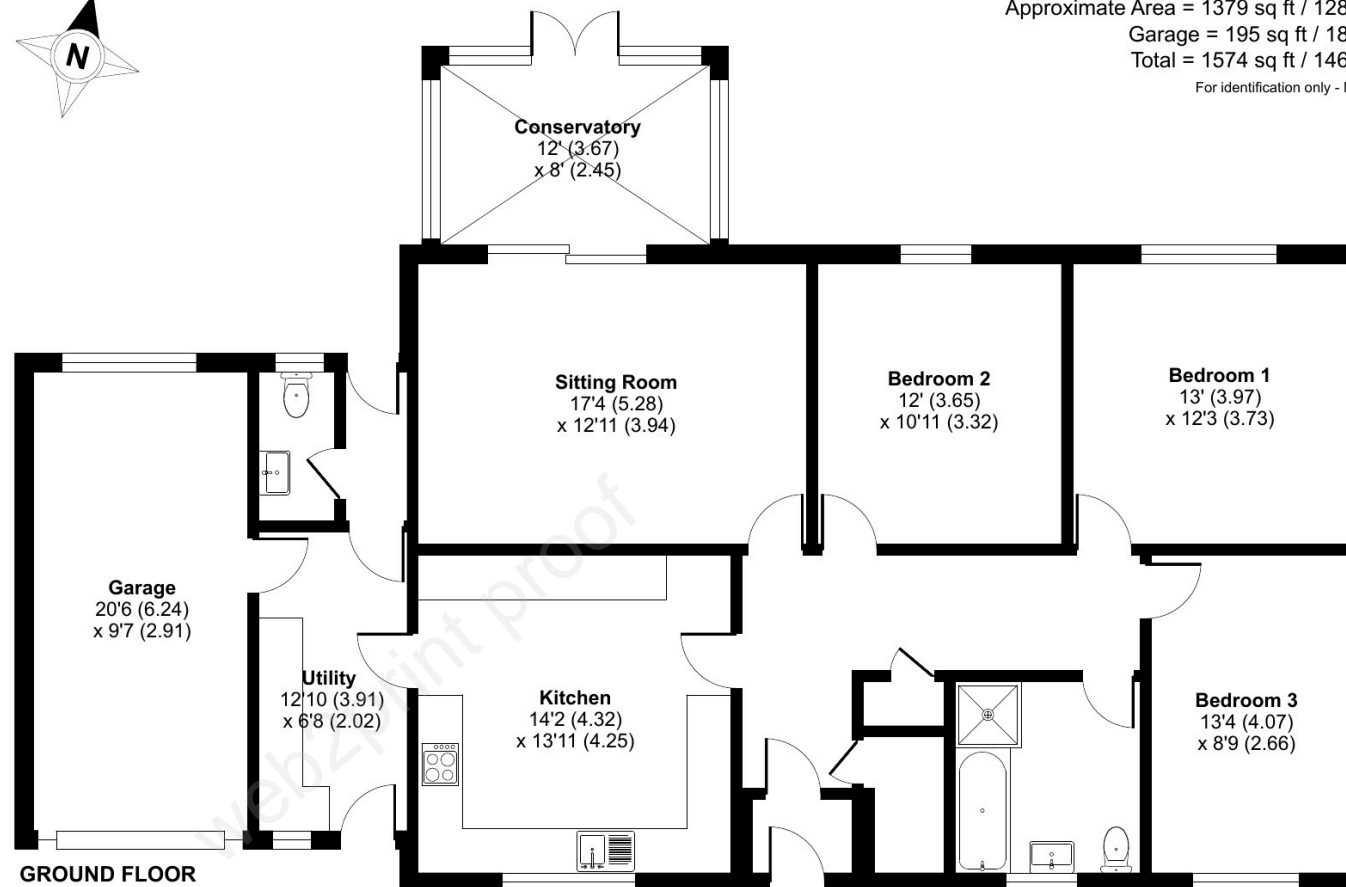 Approximate Area = 1379 sq ft / 128
Garage = 195 sq ft / 18
Total = 1574 sq ft / 146
For identification only -
N
Conservatory
12' (3.67)
x 8' (2.45)
Sitting Room
17'4 (5.28)
x 12'11 (3.94)
Bedroom 2
12' (3.65)
x 10'11 (3.32)
Bedroom 1
13' (3.97)
x 12'3 (3.73)
Garage
20'6 (6.24)
x 9'7 (2.91)
Utility
12'10 (3.91)
x 6'8 (2.02)
Kitchen
14'2 (4.32)
x 13'11 (4.25)
Bedroom 3
13'4 (4.07)
x 8'9 (2.66)
web2print proof
GROUND FLOOR